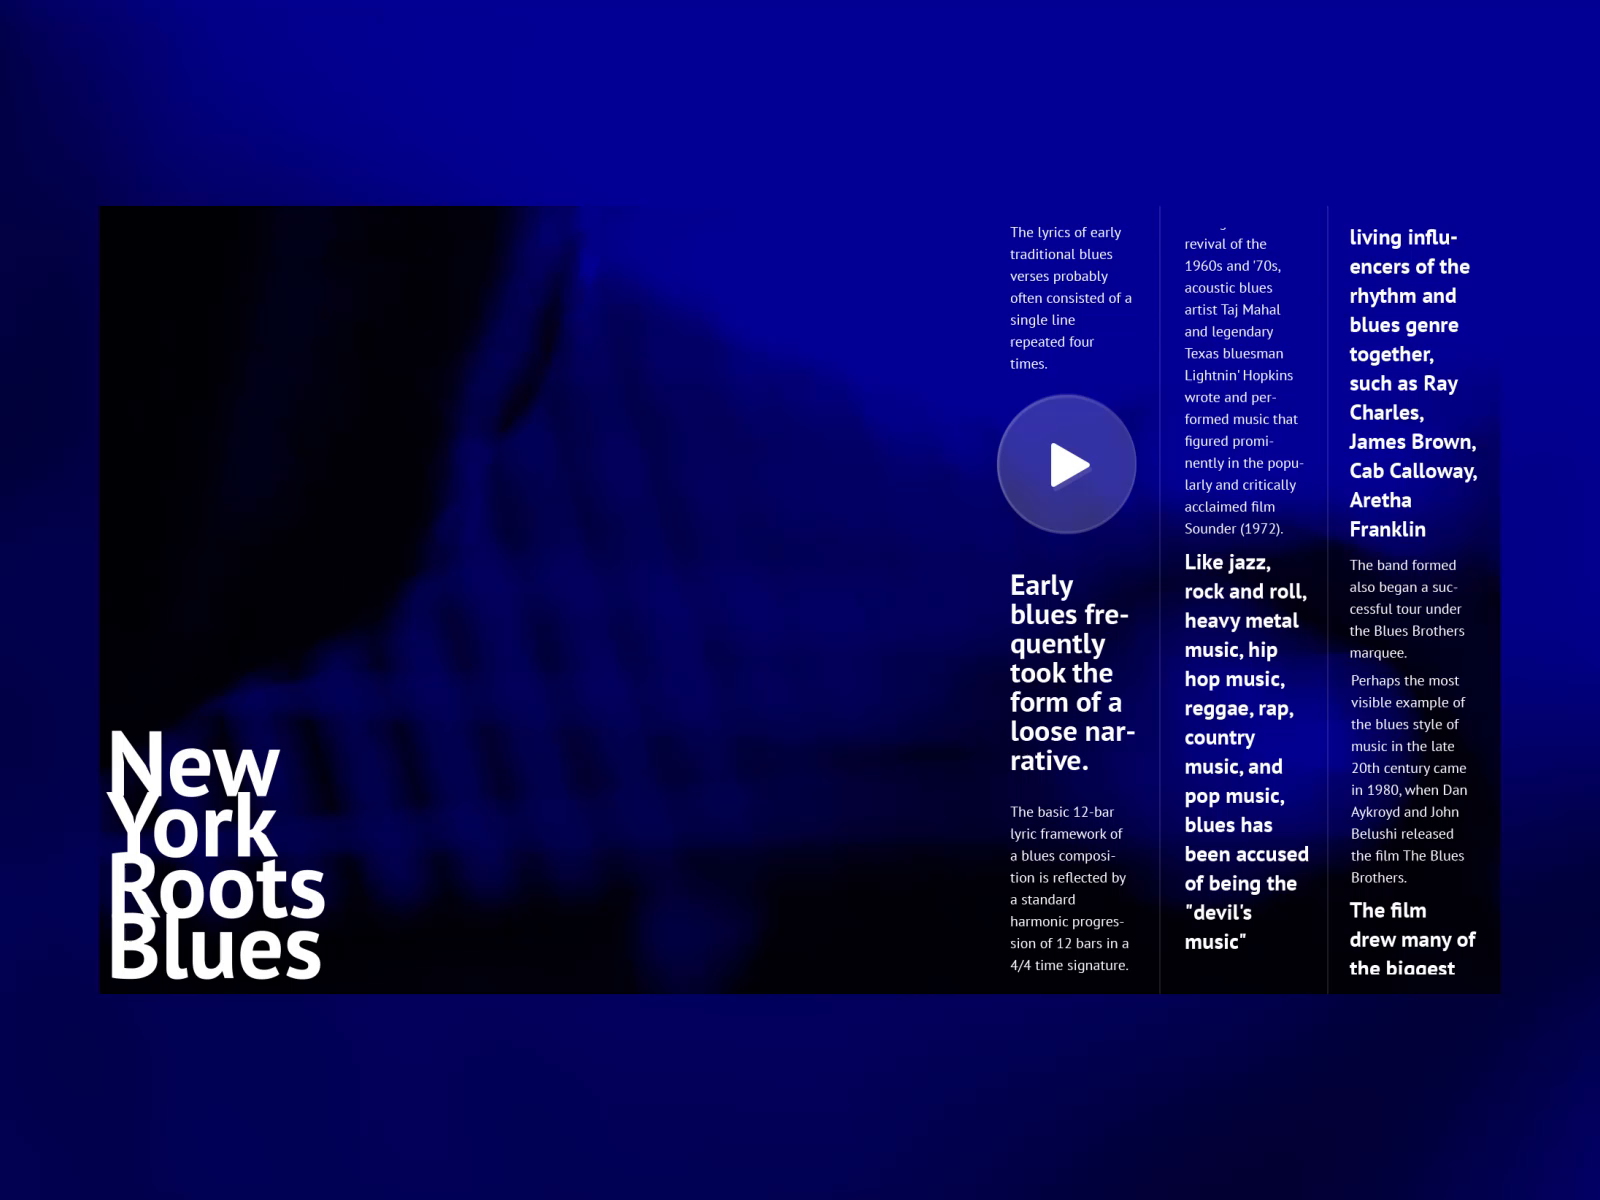 New
York
Roots
Blues
The lyrics of early
traditional blues
verses probably
often consisted of a
single line
repeated four
times.
Early
blues fre-
quently
took the
form of a
loose nar-
rative.
The basic 12-bar
lyric framework of
a blues composi-
tion is reflected by
a standard
harmonic progres-
sion of 12 bars in a
4/4 time signature.
revival of the
1960s and '70s,
acoustic blues
artist Taj Mahal
and legendary
Texas bluesman
Lightnin' Hopkins
wrote and per-
formed music that
figured promi-
nently in the popu-
larly and critically
acclaimed film
Sounder (1972).
Like jazz,
rock and roll,
heavy metal
music, hip
hop music,
reggae, rap,
country
music, and
pop music,
blues has
been accused
of being the
"devil's
music"
living influ-
encers of the
rhythm and
blues genre
together,
such as Ray
Charles,
James Brown,
Cab Calloway,
Aretha
Franklin
The band formed
also began a suc-
cessful tour under
the Blues Brothers
marquee.
Perhaps the most
visible example of
the blues style of
music in the late
20th century came
in 1980, when Dan
Aykroyd and John
Belushi released
the film The Blues
Brothers.
The film
drew many of
the biggest